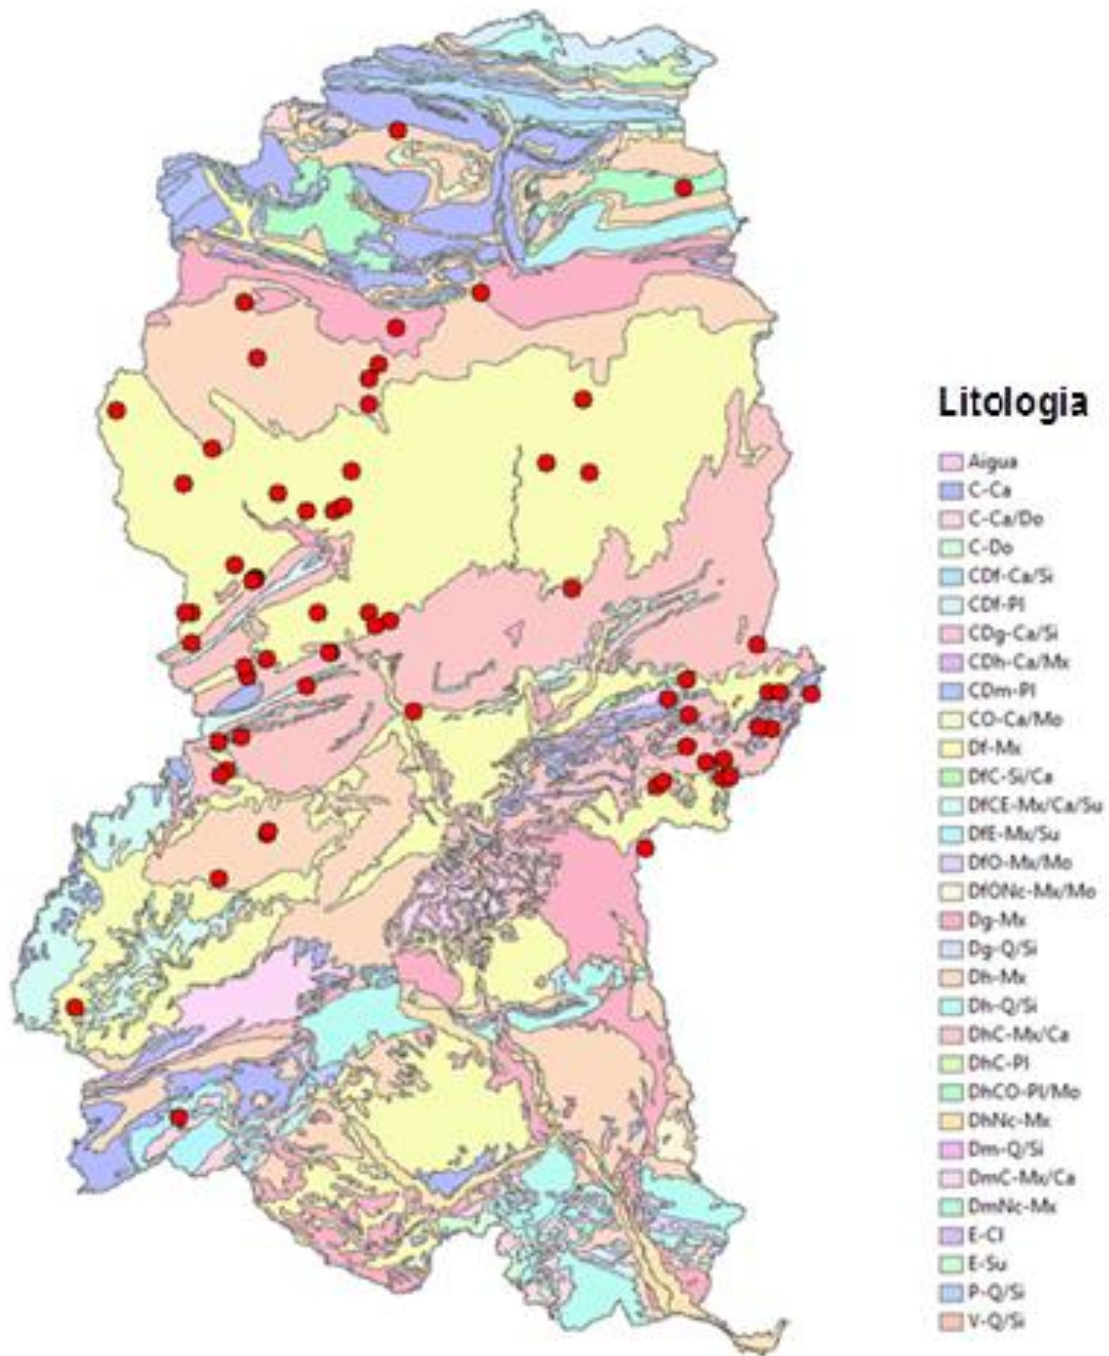 Litologia
Aigua
C-Ca
C-Ca/Do
C-Do
CDf-Ca/Si
CDf-Pl
CDg-Ca/Si
CDh-Ca/Mx
CDm-Pl
CO-Ca/Mo
Df-Mx
DfC-Si/Ca
DfCE-Mx/Ca/Su
DfE-Mx/Su
DfO-Mx/Mo
DfONc-Mx/Mo
Dg-Mx
Dg-Q/Si
Dh-Mx
Dh-Q/Si
DhC-Mx/Ca
DhC-Pl
DhCO-Pl/Mo
DhNc-Mx
Dm-Q/Si
DmC-Mx/Ca
DmNc-Mx
E-Cl
E-Su
P-Q/Si
V-Q/Si